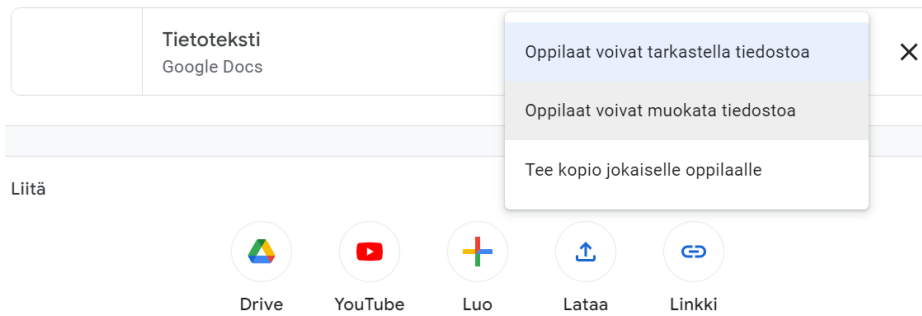 Tietoteksti
Google Docs
Oppilaat voivat tarkastella tiedostoa
Oppilaat voivat muokata tiedostoa
Tee kopio jokaiselle oppilaalle
Liitä
Drive YouTube Luo Lataa Linkki